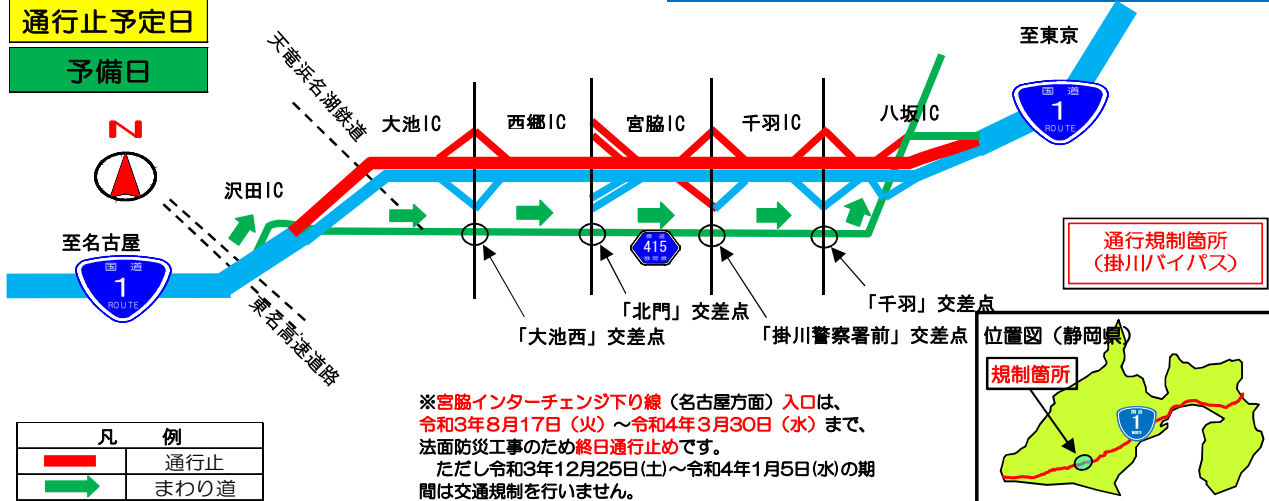 通行止予定日
予備日
N
天竜浜名湖鉄道
沢田IC
大池IC
西郷IC
宮脇IC
千羽IC
八坂IC
至東京
国道
1
ROUTE
至名古屋
国道
1
ROUTE
東名高速道路
県道
415
静岡県
「大池西」交差点
「北門」交差点
「掛川警察署前」交差点
「千羽」交差点
通行規制箇所
(掛川バイパス)
位置図（静岡県）
規制箇所
国道
1
凡　例
通行止
まわり道
※宮脇インターチェンジ下り線（名古屋方面）入口は、
令和3年8月17日（火）～令和4年3月30日（水）まで、
法面防災工事のため終日通行止めです。
ただし令和3年12月25日(土)～令和4年1月5日(水)の期
間は交通規制を行いません。